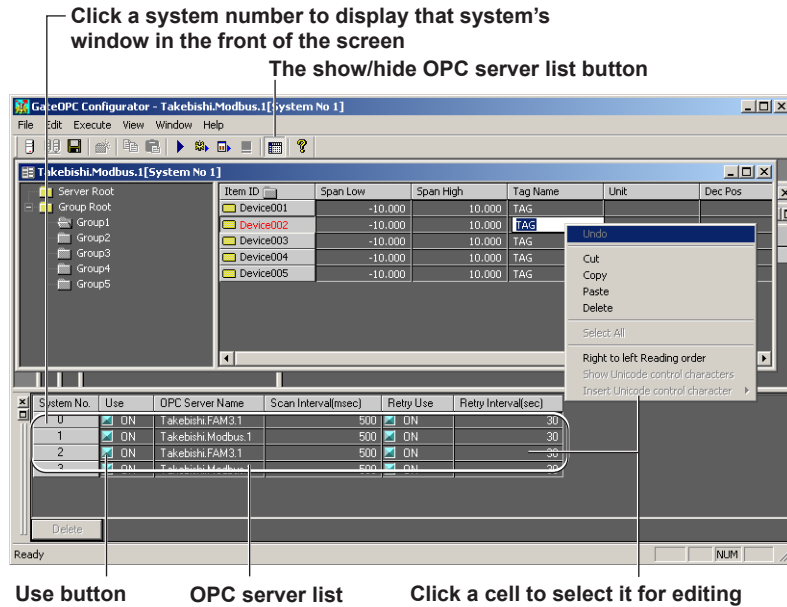 Click a system number to display that system's
window in the front of the screen
The show/hide OPC server list button
GateOPC Configurator - Takebishi.Modbus.1[System No 1]
File Edit Execute View Window Help
Takebishi.Modbus.1[System No 1]
Server Root
Group Root
Group1
Group2
Group3
Group4
Group5
Item ID Span Low Span High Tag Name Unit Dec Pos
Device001 -10.000 10.000 TAG
Device002 -10.000 10.000 TAG
Device003 -10.000 10.000 TAG
Device004 -10.000 10.000 TAG
Device005 -10.000 10.000 TAG
Undo
Cut
Copy
Paste
Delete
Select All
Right to left Reading order
Show Unicode control characters
Insert Unicode control character
System No. Use OPC Server Name Scan Interval(msec) Retry Use Retry Interval(sec)
0 ON Takebishi.FAM3.1 500 ON 30
1 ON Takebishi.Modbus.1 500 ON 30
2 ON Takebishi.FAM3.1 500 ON 30
3 ON Takebishi.Modbus.1 500 ON 30
Delete
Ready NUM
Use button OPC server list Click a cell to select it for editing